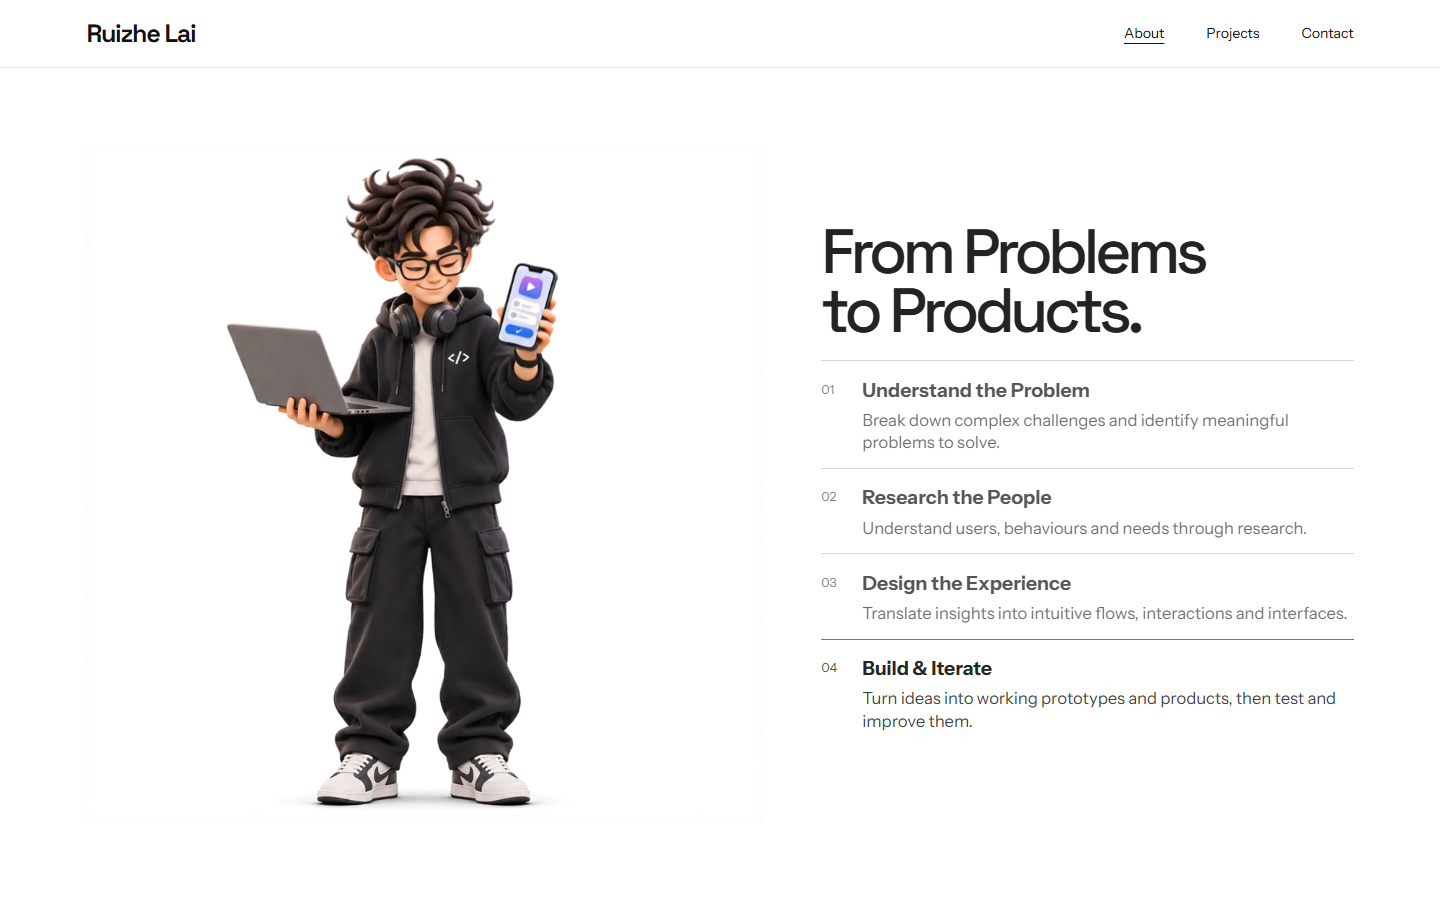 Ruizhe Lai
About
Projects
Contact
</>
From Problems
to Products.
01
Understand the Problem
Break down complex challenges and identify meaningful
problems to solve.
02
Research the People
Understand users, behaviours and needs through research.
03
Design the Experience
Translate insights into intuitive flows, interactions and interfaces.
04
Build & Iterate
Turn ideas into working prototypes and products, then test and
improve them.